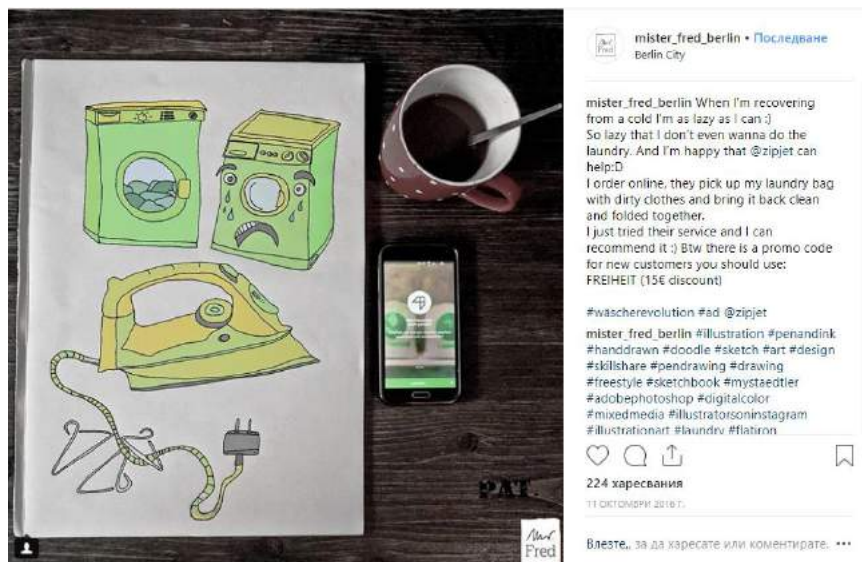 mister_fred_berlin • Последване
Berlin City
mister_fred_berlin When I'm recovering
from a cold I'm as lazy as I can :)
So lazy that I don't even wanna do the
laundry. And I'm happy that @zipjet can
help:D
I order online, they pick up my laundry bag
with dirty clothes and bring it back clean
and folded together.
I just tried their service and I can
recommend it :) Btw there is a promo code
for new customers you should use:
FREIHEIT (15€ discount)
#wäscherevolution #ad @zipjet
mister_fred_berlin #illustration #penandink
#handdrawn #doodle #sketch #art #design
#skillshare #pendrawing #drawing
#freestyle #sketchbook #mystaedtler
#adobephotoshop #digitalcolor
#mixedmedia #illustratorsoninstagram
#illustrationart #laundry #flatiron
224 харесвания
11 ОКТОМВРИ 2016 Г.
Влезте, за да харесате или коментирате.
PAT
Mr
Fred